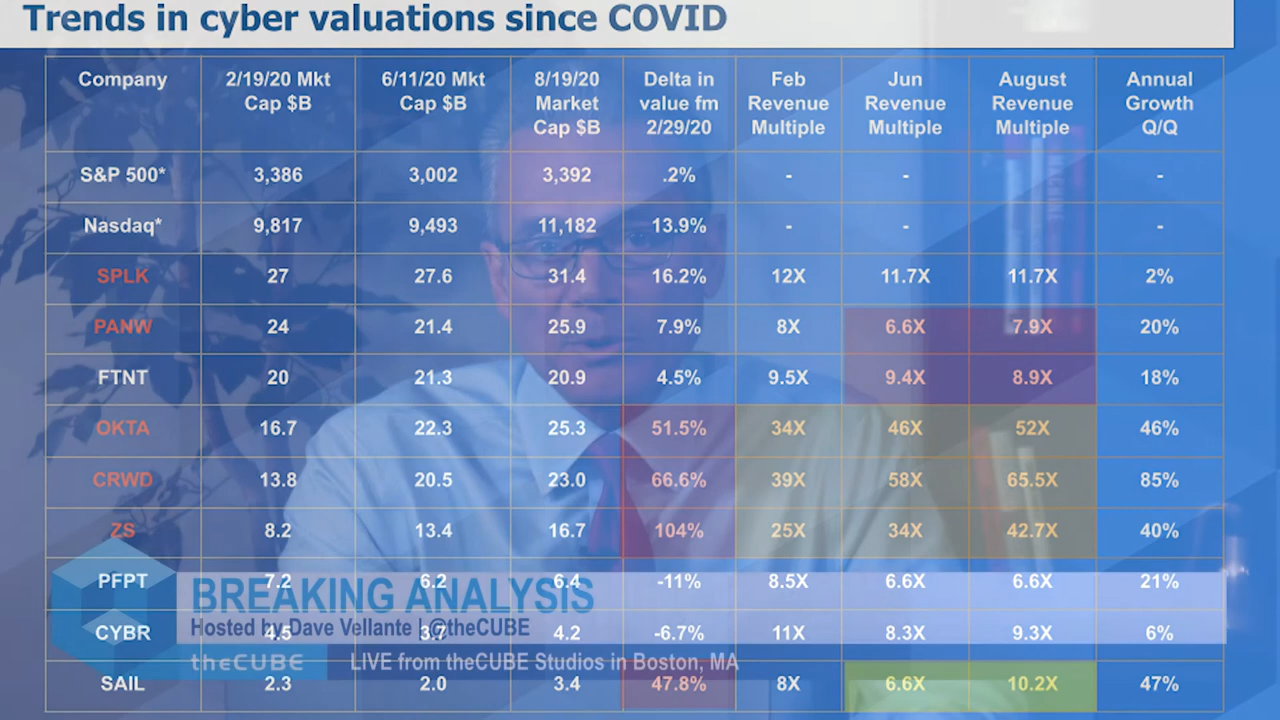 Trends in cyber valuations since COVID
Company 2/19/20 Mkt Cap $B 6/11/20 Mkt Cap $B 8/19/20 Market Cap $B Delta in value fm 2/29/20 Feb Revenue Multiple Jun Revenue Multiple August Revenue Multiple Annual Growth Q/Q
S&P 500* 3,386 3,002 3,392 .2% - - -
Nasdaq* 9,817 9,493 11,182 13.9% - - -
SPLK 27 27.6 31.4 16.2% 12X 11.7X 11.7X 2%
PANW 24 21.4 25.9 7.9% 8X 6.6X 7.9X 20%
FTNT 20 21.3 20.9 4.5% 9.5X 9.4X 8.9X 18%
OKTA 16.7 22.3 25.3 51.5% 34X 46X 52X 46%
CRWD 13.8 20.5 23.0 66.6% 39X 58X 65.5X 85%
ZS 8.2 13.4 16.7 104% 25X 34X 42.7X 40%
PFPT 7.2 6.2 6.4 -11% 8.5X 6.6X 6.6X 21%
BREAKING ANALYSIS
CYBR 4.5 3.7 4.2 -6.7% 11X 8.3X 9.3X 6%
Hosted by Dave Vellante | @theCUBE
theCUBE LIVE from theCUBE Studios in Boston, MA
SAIL 2.3 2.0 3.4 47.8% 8X 6.6X 10.2X 47%